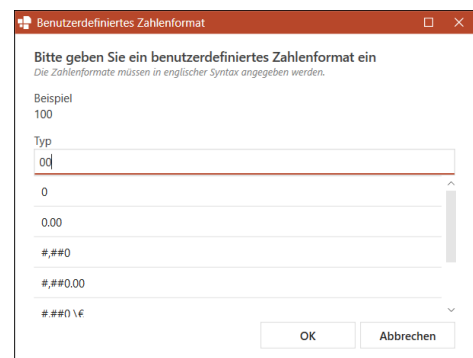 Benutzerdefiniertes Zahlenformat
Bitte geben Sie ein benutzerdefiniertes Zahlenformat ein
Die Zahlenformate müssen in englischer Syntax angegeben werden.
Beispiel
100
Typ
00
0
0.00
#,##0
#,##0.00
#,##0 \€
OK Abbrechen